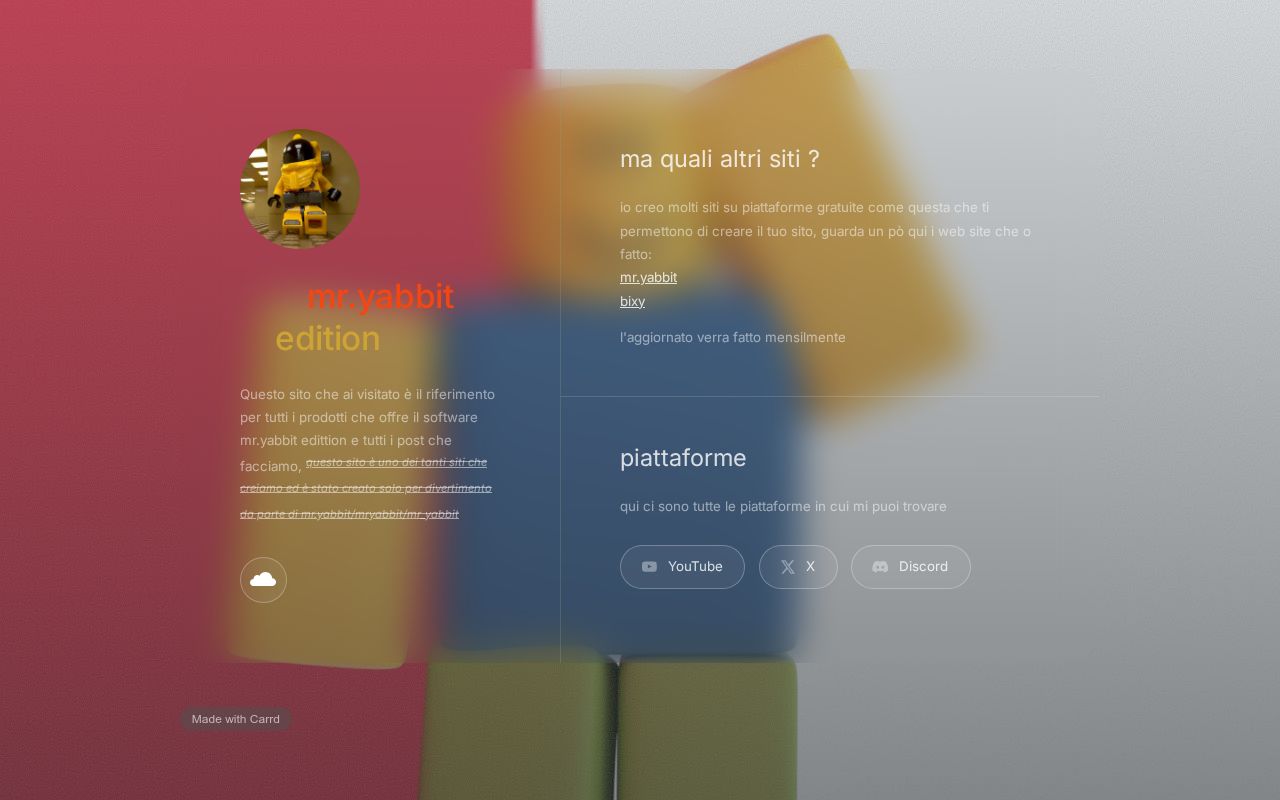 mr.yabbit
edition
Questo sito che ai visitato è il riferimento
per tutti i prodotti che offre il software
mr.yabbit edittion e tutti i post che
facciamo, questo sito è uno dei tanti siti che
creiamo ed è stato creato solo per divertimento
da parte di mr.yabbit/mryabbit/mr_yabbit
ma quali altri siti ?
io creo molti siti su piattaforme gratuite come questa che ti
permettono di creare il tuo sito, guarda un pò qui i web site che o
fatto:
mr.yabbit
bixy
l'aggiornato verra fatto mensilmente
piattaforme
qui ci sono tutte le piattaforme in cui mi puoi trovare
YouTube
X
Discord
Made with Carrd